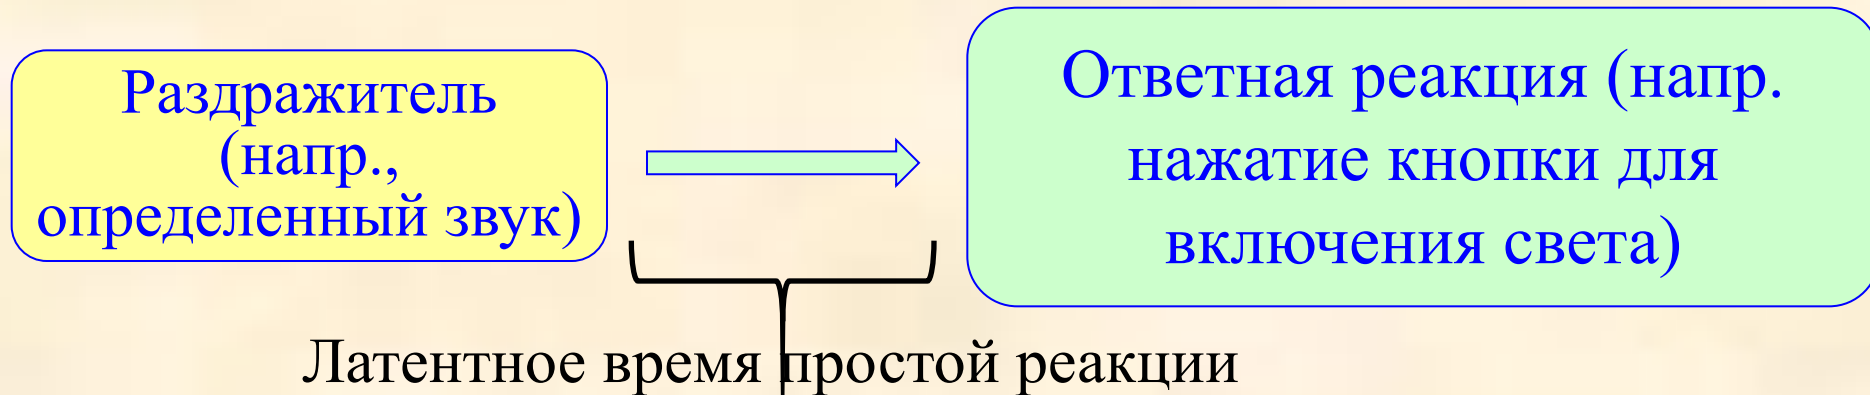 Раздражитель
(напр.,
определенный звук)
Ответная реакция (напр.
нажатие кнопки для
включения света)
Латентное время простой реакции